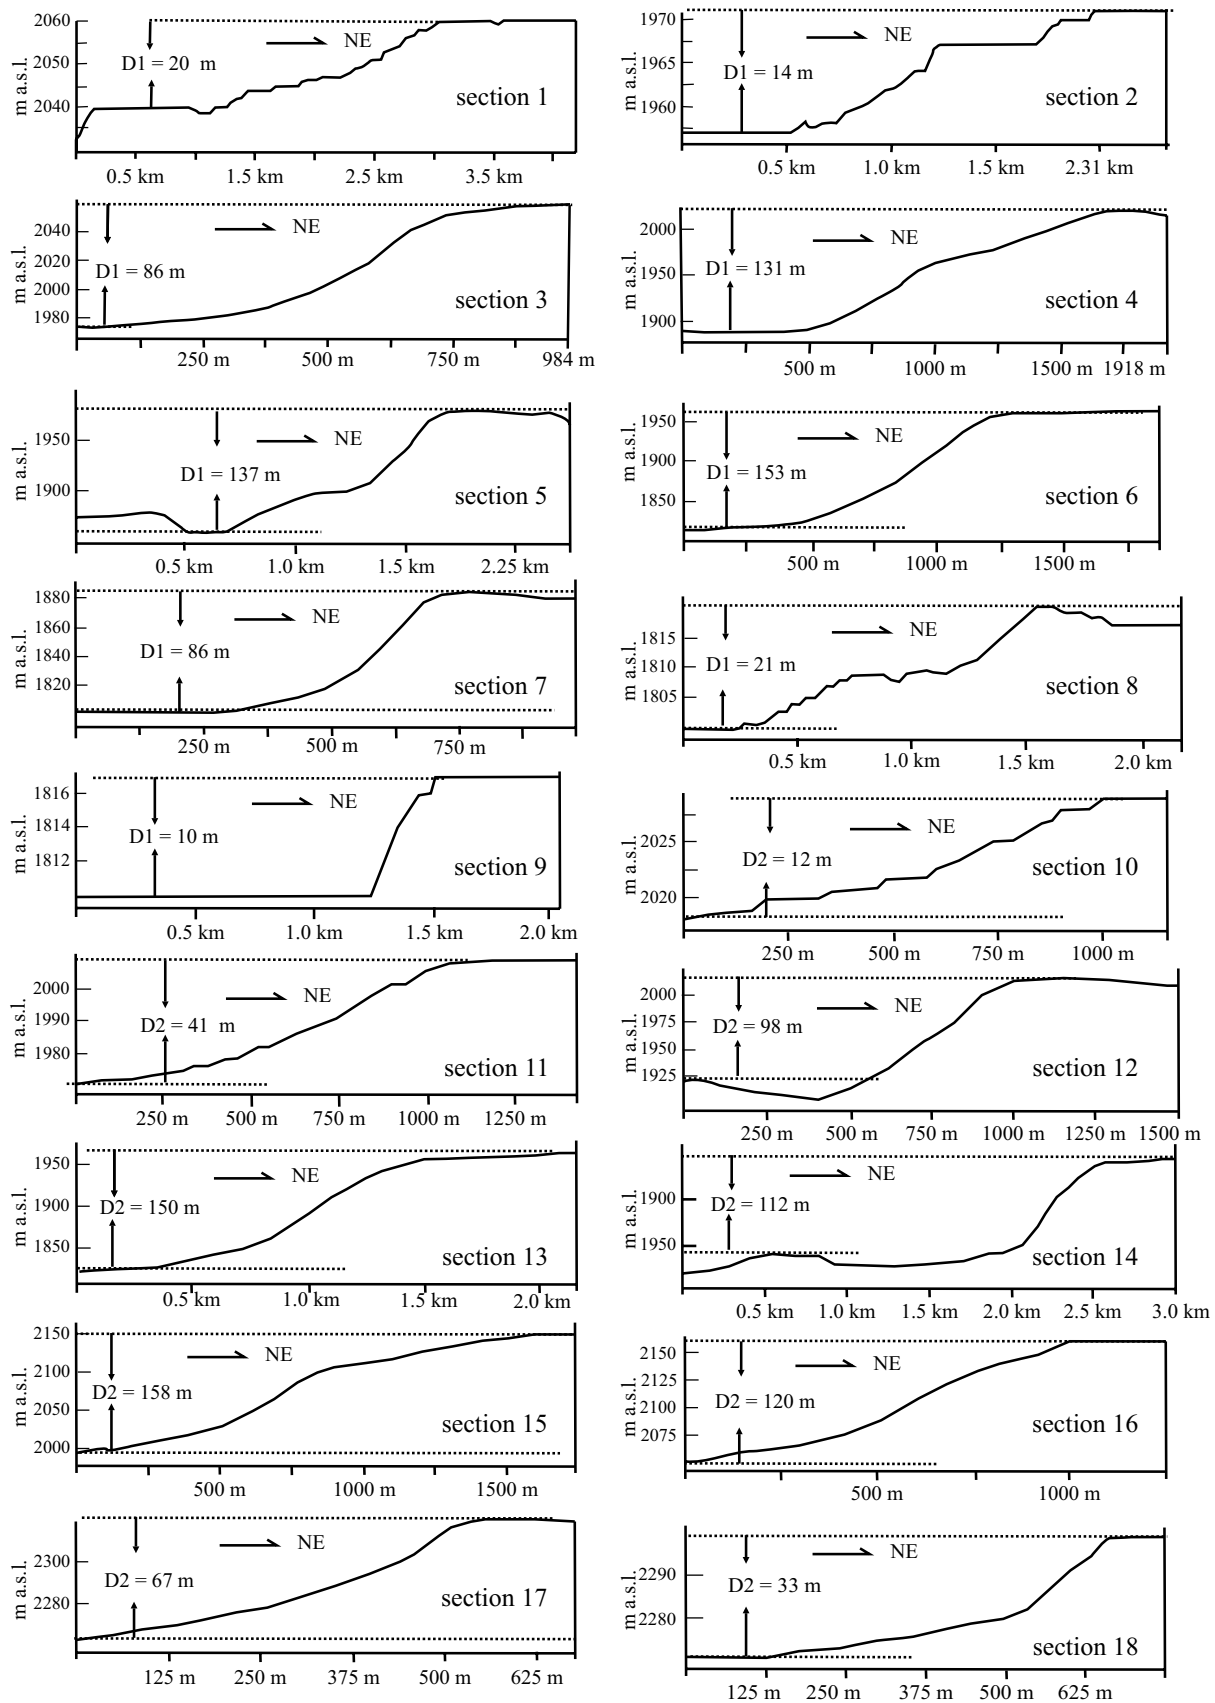 2060
2050
2040
m a.s.l.
D1 = 20 m
NE
section 1
0.5 km 1.5 km 2.5 km 3.5 km
1970
1965
1960
m a.s.l.
D1 = 14 m
NE
section 2
0.5 km 1.0 km 1.5 km 2.31 km
2040
2020
2000
1980
m a.s.l.
D1 = 86 m
NE
section 3
250 m 500 m 750 m 984 m
2000
1950
1900
m a.s.l.
D1 = 131 m
NE
section 4
500 m 1000 m 1500 m 1918 m
1950
1900
m a.s.l.
D1 = 137 m
NE
section 5
0.5 km 1.0 km 1.5 km 2.25 km
1950
1900
1850
m a.s.l.
D1 = 153 m
NE
section 6
500 m 1000 m 1500 m
1880
1860
1840
1820
m a.s.l.
D1 = 86 m
NE
section 7
250 m 500 m 750 m
1815
1810
1805
m a.s.l.
D1 = 21 m
NE
section 8
0.5 km 1.0 km 1.5 km 2.0 km
1816
1814
1812
m a.s.l.
D1 = 10 m
NE
section 9
0.5 km 1.0 km 1.5 km 2.0 km
2025
2020
m a.s.l.
D2 = 12 m
NE
section 10
250 m 500 m 750 m 1000 m
2000
1990
1980
m a.s.l.
D2 = 41 m
NE
section 11
250 m 500 m 750 m 1000 m 1250 m
2000
1975
1950
1925
m a.s.l.
D2 = 98 m
NE
section 12
250 m 500 m 750 m 1000 m 1250 m 1500 m
1950
1900
1850
m a.s.l.
D2 = 150 m
NE
section 13
0.5 km 1.0 km 1.5 km 2.0 km
1900
1950
m a.s.l.
D2 = 112 m
NE
section 14
0.5 km 1.0 km 1.5 km 2.0 km 2.5 km 3.0 km
2150
2100
2050
2000
m a.s.l.
D2 = 158 m
NE
section 15
500 m 1000 m 1500 m
2150
2125
2100
2075
m a.s.l.
D2 = 120 m
NE
section 16
500 m 1000 m
2300
2280
m a.s.l.
D2 = 67 m
NE
section 17
125 m 250 m 375 m 500 m 625 m
2290
2280
m a.s.l.
D2 = 33 m
NE
section 18
125 m 250 m 375 m 500 m 625 m